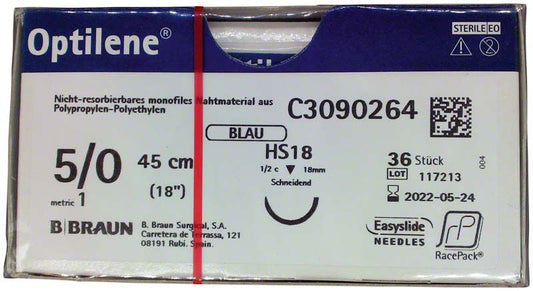 Optilene®
STERILE EO
Nicht-resorbierbares monofiles Nahtmaterial aus
Polypropylen-Polyethylen
C3090264
BLAU
5/0 45 cm
(18")
metric 1
HS18
1/2 c ▼ 18mm
Schneidend
36 Stück
LOT 117213
2022-05-24
004
B|BRAUN
B. Braun Surgical, S.A.
Carretera de Terrassa, 121
08191 Rubi. Spain.
Easyslide
NEEDLES
RacePack®